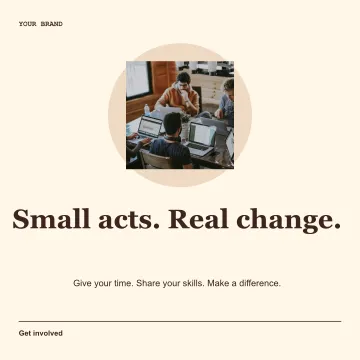 YOUR BRAND
Small acts. Real change.
Give your time. Share your skills. Make a difference.
Get involved